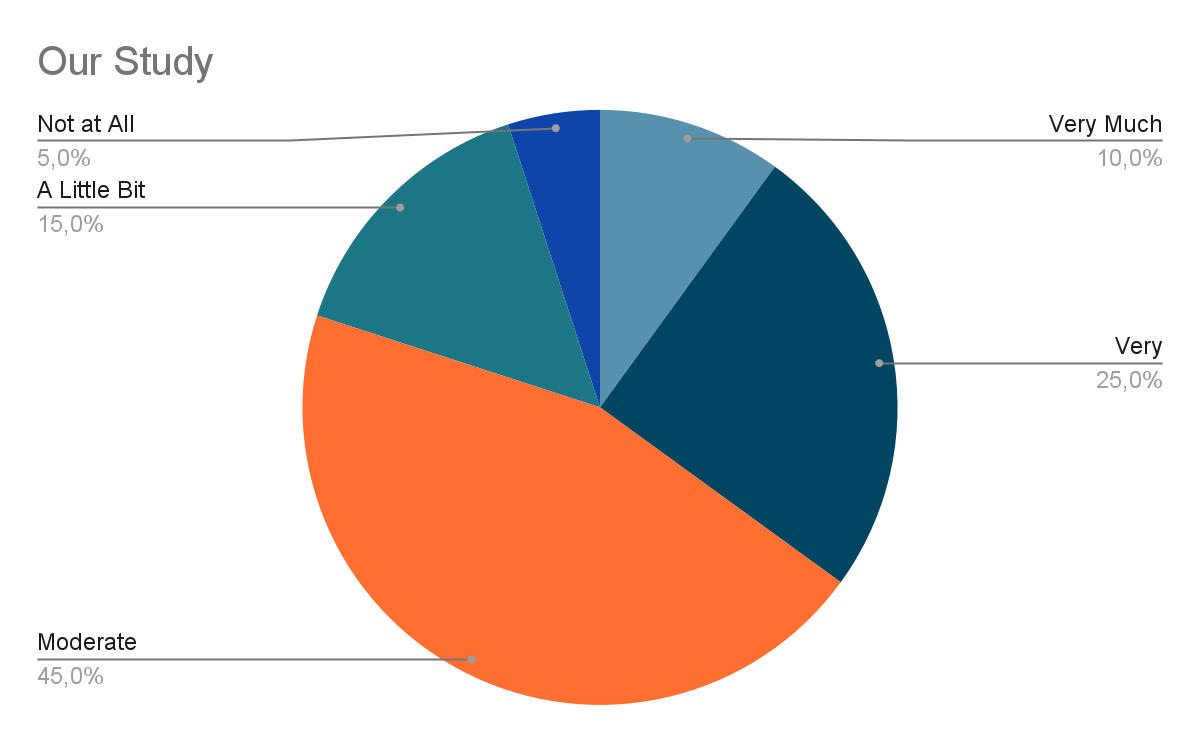 Our Study
Not at All
5,0%
A Little Bit
15,0%
Moderate
45,0%
Very Much
10,0%
Very
25,0%